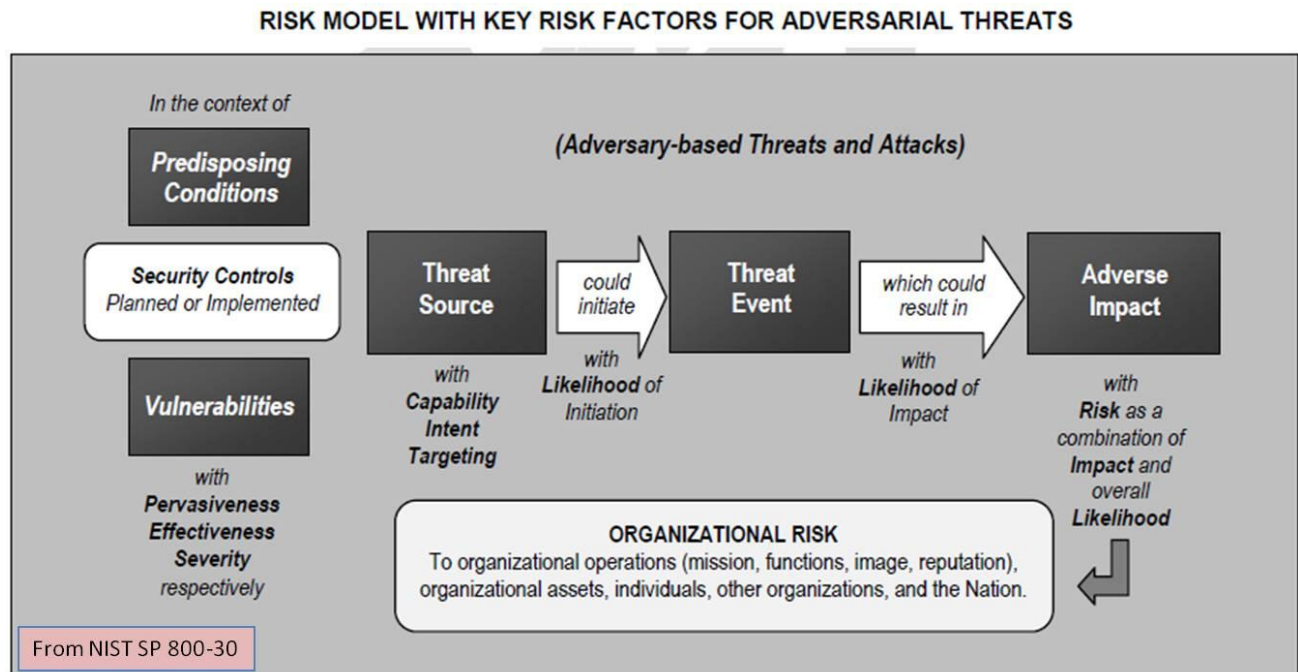 RISK MODEL WITH KEY RISK FACTORS FOR ADVERSARIAL THREATS
In the context of
Predisposing
Conditions
Security Controls
Planned or Implemented
Vulnerabilities
with
Pervasiveness
Effectiveness
Severity
respectively
(Adversary-based Threats and Attacks)
Threat
Source
with
Capability
Intent
Targeting
could
initiate
with
Likelihood of
Initiation
Threat
Event
which could
result in
with
Likelihood of
Impact
Adverse
Impact
with
Risk as a
combination of
Impact and
overall
Likelihood
ORGANIZATIONAL RISK
To organizational operations (mission, functions, image, reputation),
organizational assets, individuals, other organizations, and the Nation.
From NIST SP 800-30